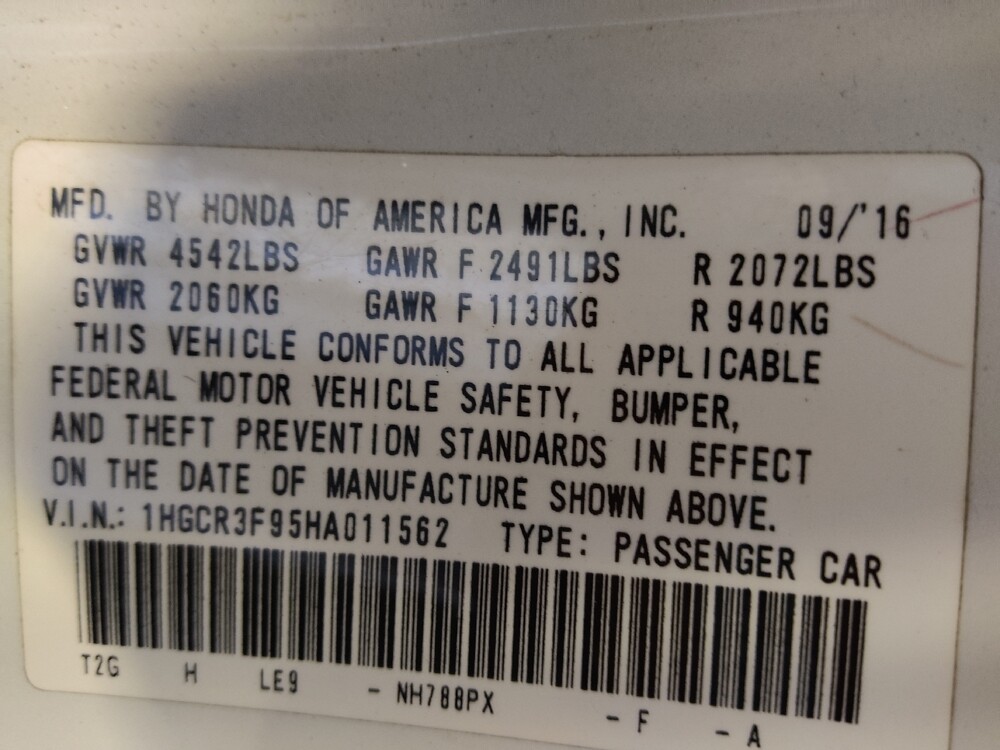 MFD. BY HONDA OF AMERICA MFG., INC. 09/'16
GVWR 4542LBS GAWR F 2491LBS R 2072LBS
GVWR 2060KG GAWR F 1130KG R 940KG
THIS VEHICLE CONFORMS TO ALL APPLICABLE
FEDERAL MOTOR VEHICLE SAFETY, BUMPER,
AND THEFT PREVENTION STANDARDS IN EFFECT
ON THE DATE OF MANUFACTURE SHOWN ABOVE.
V.I.N.: 1HGCR3F95HA011562 TYPE: PASSENGER CAR
T2G H LE9 - NH788PX - F - A